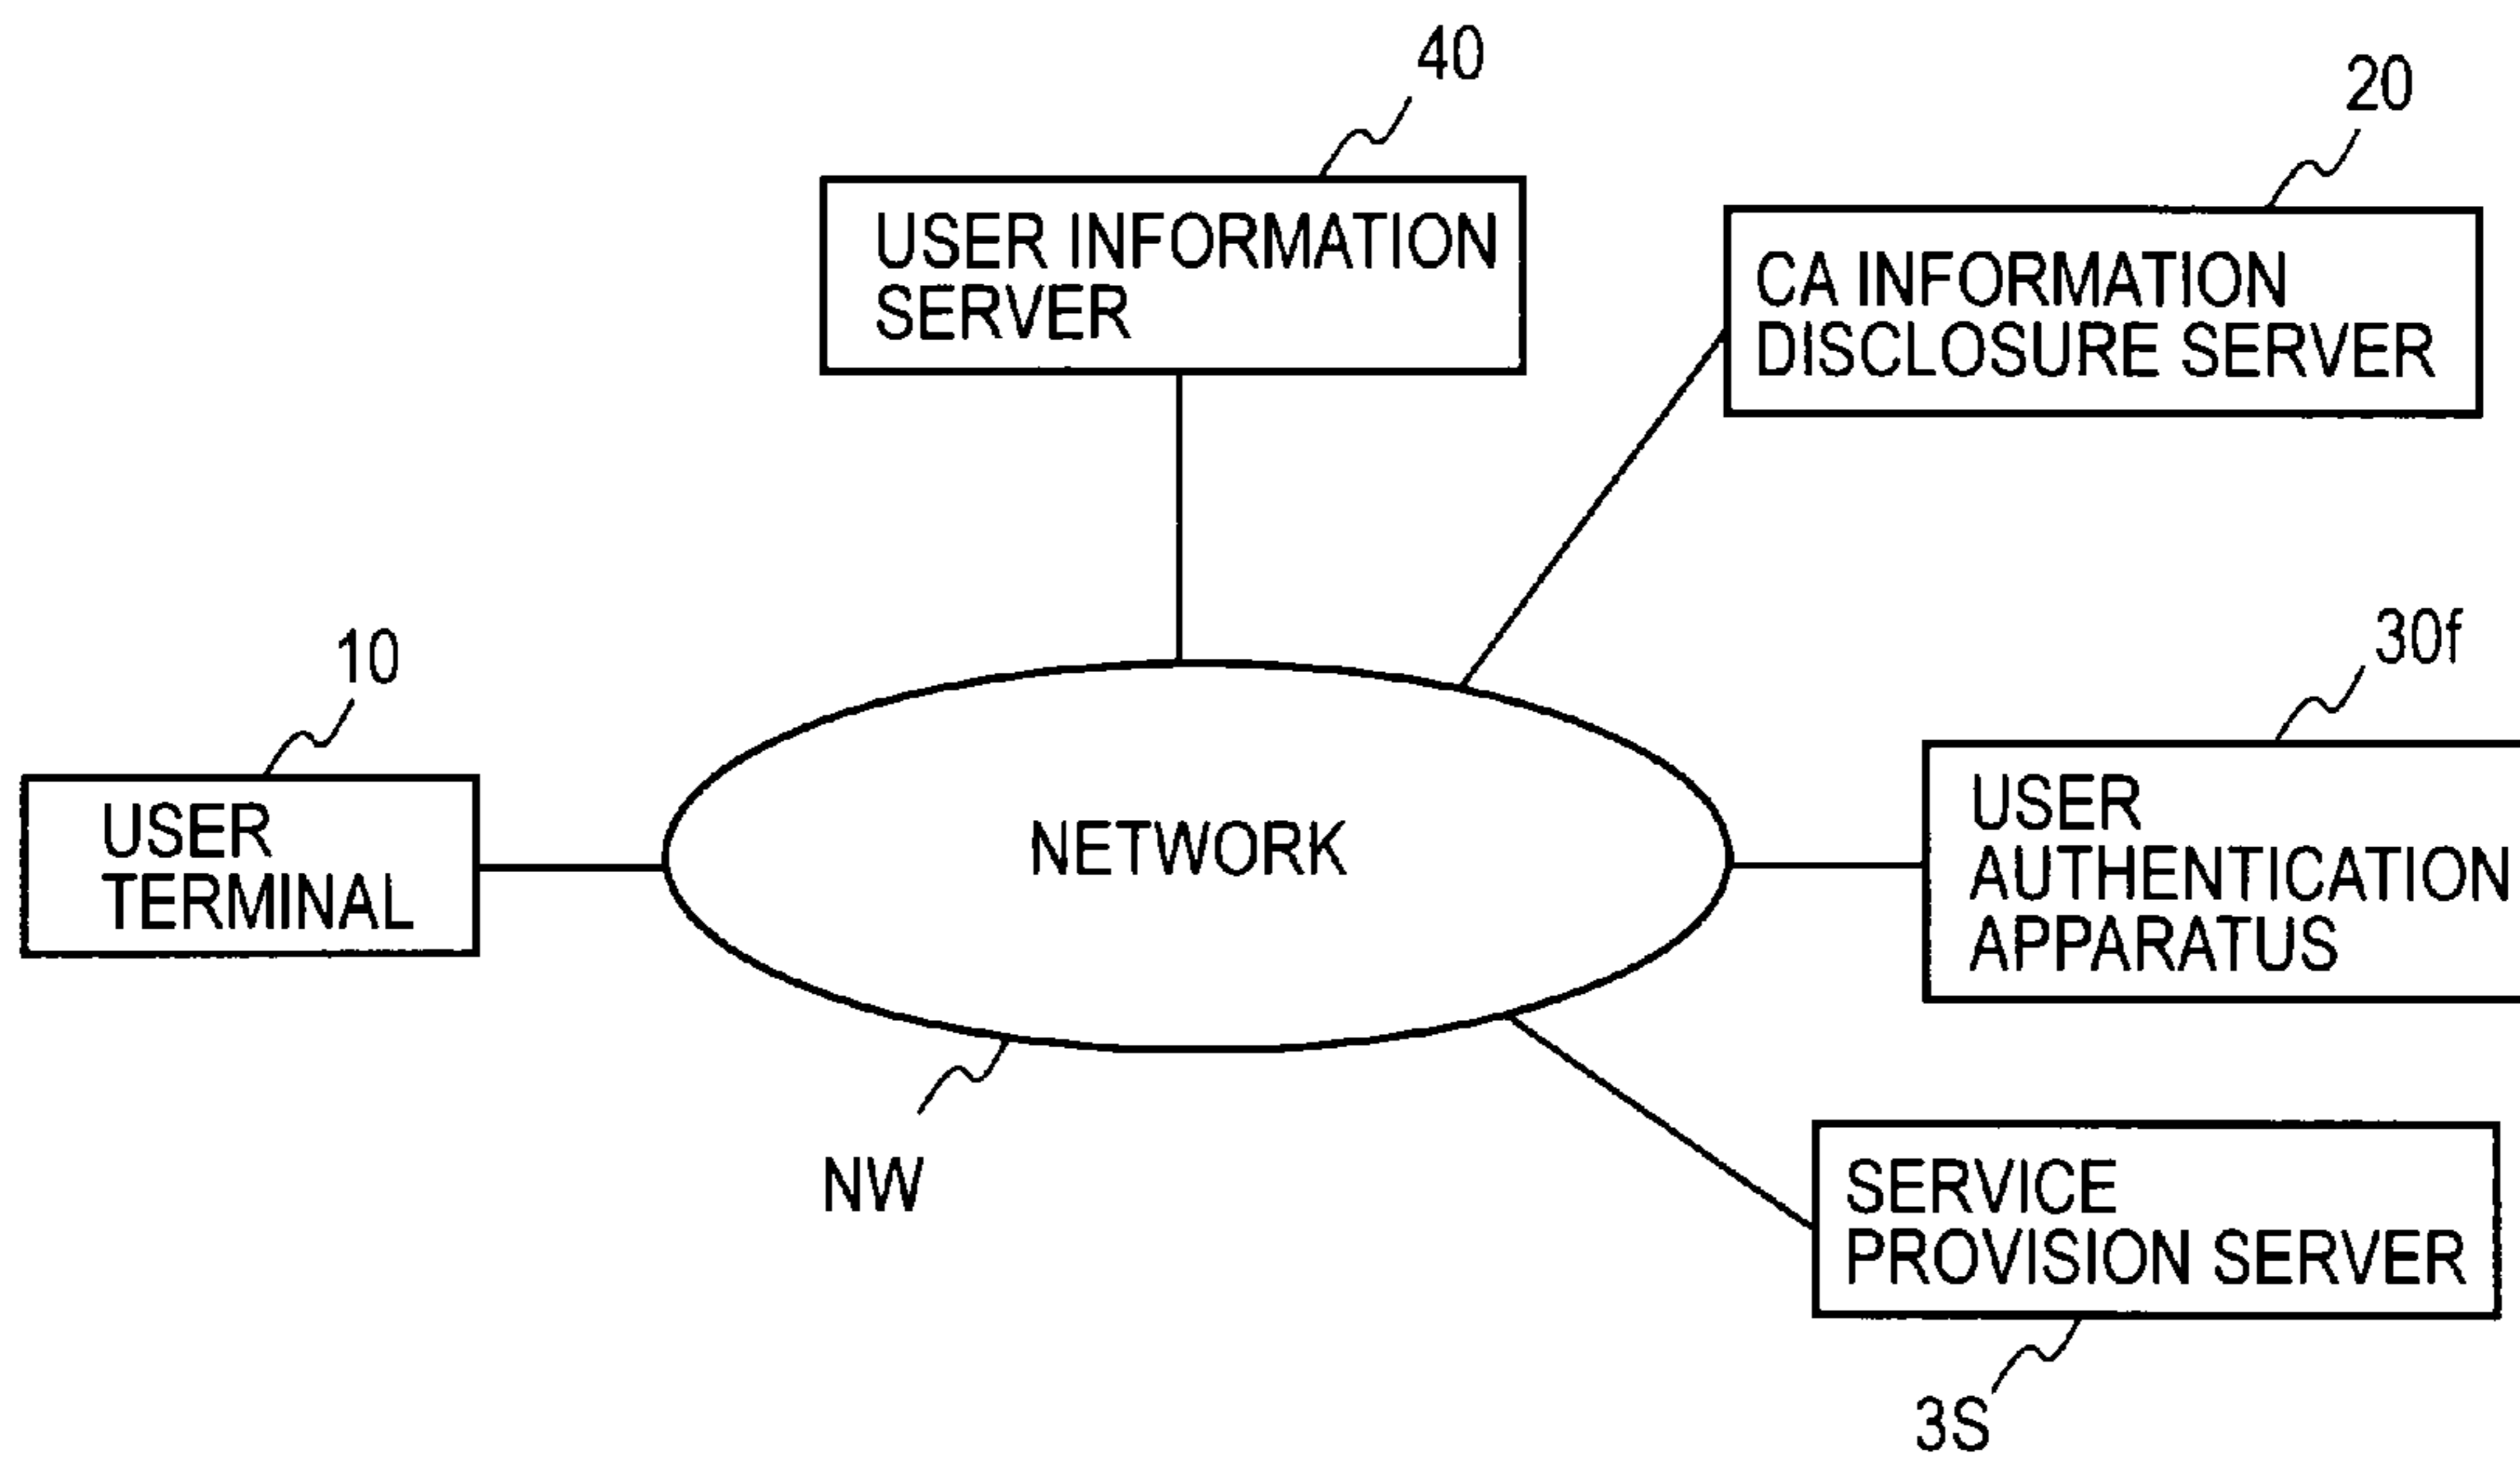 40
USER INFORMATION
SERVER
20
CA INFORMATION
DISCLOSURE SERVER
10
USER
TERMINAL
NETWORK
NW
30f
USER
AUTHENTICATION
APPARATUS
SERVICE
PROVISION SERVER
3S